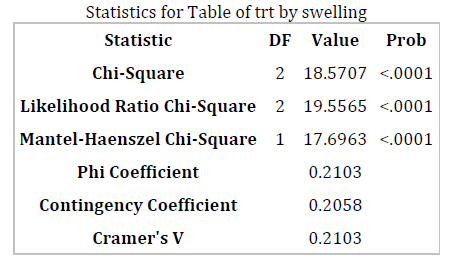 Statistics for Table of trt by swelling
Statistic DF Value Prob
Chi-Square 2 18.5707 <.0001
Likelihood Ratio Chi-Square 2 19.5565 <.0001
Mantel-Haenszel Chi-Square 1 17.6963 <.0001
Phi Coefficient 0.2103
Contingency Coefficient 0.2058
Cramer's V 0.2103